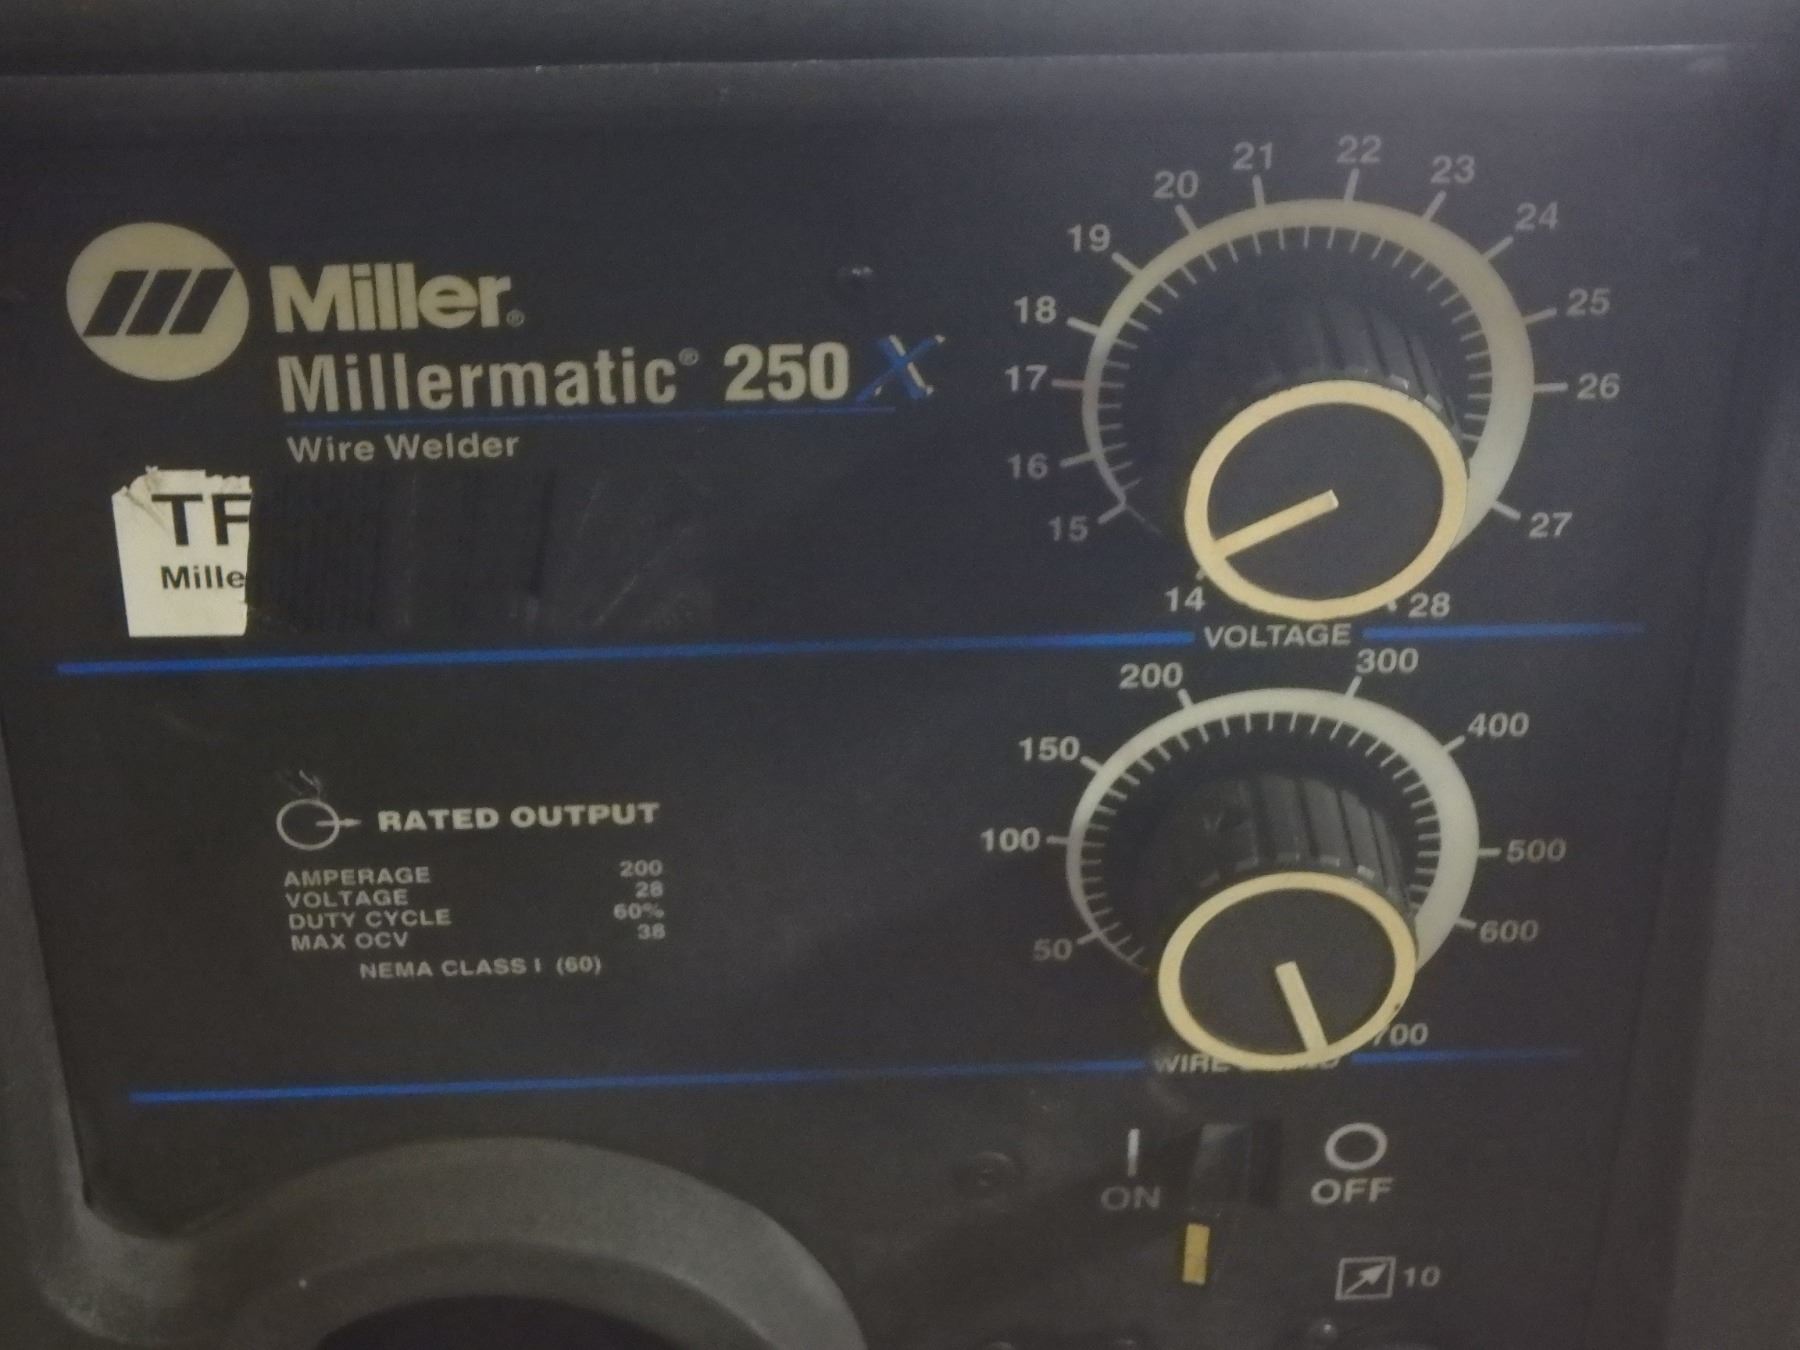 Miller®
Millermatic® 250 X
Wire Welder
TF
Mille
14
15
16
17
18
19
20
21
22
23
24
25
26
27
28
VOLTAGE
RATED OUTPUT
AMPERAGE 200
VOLTAGE 28
DUTY CYCLE 60%
MAX OCV 38
NEMA CLASS I (60)
50
100
150
200
300
400
500
600
700
WIRE
I
ON
O
OFF
10